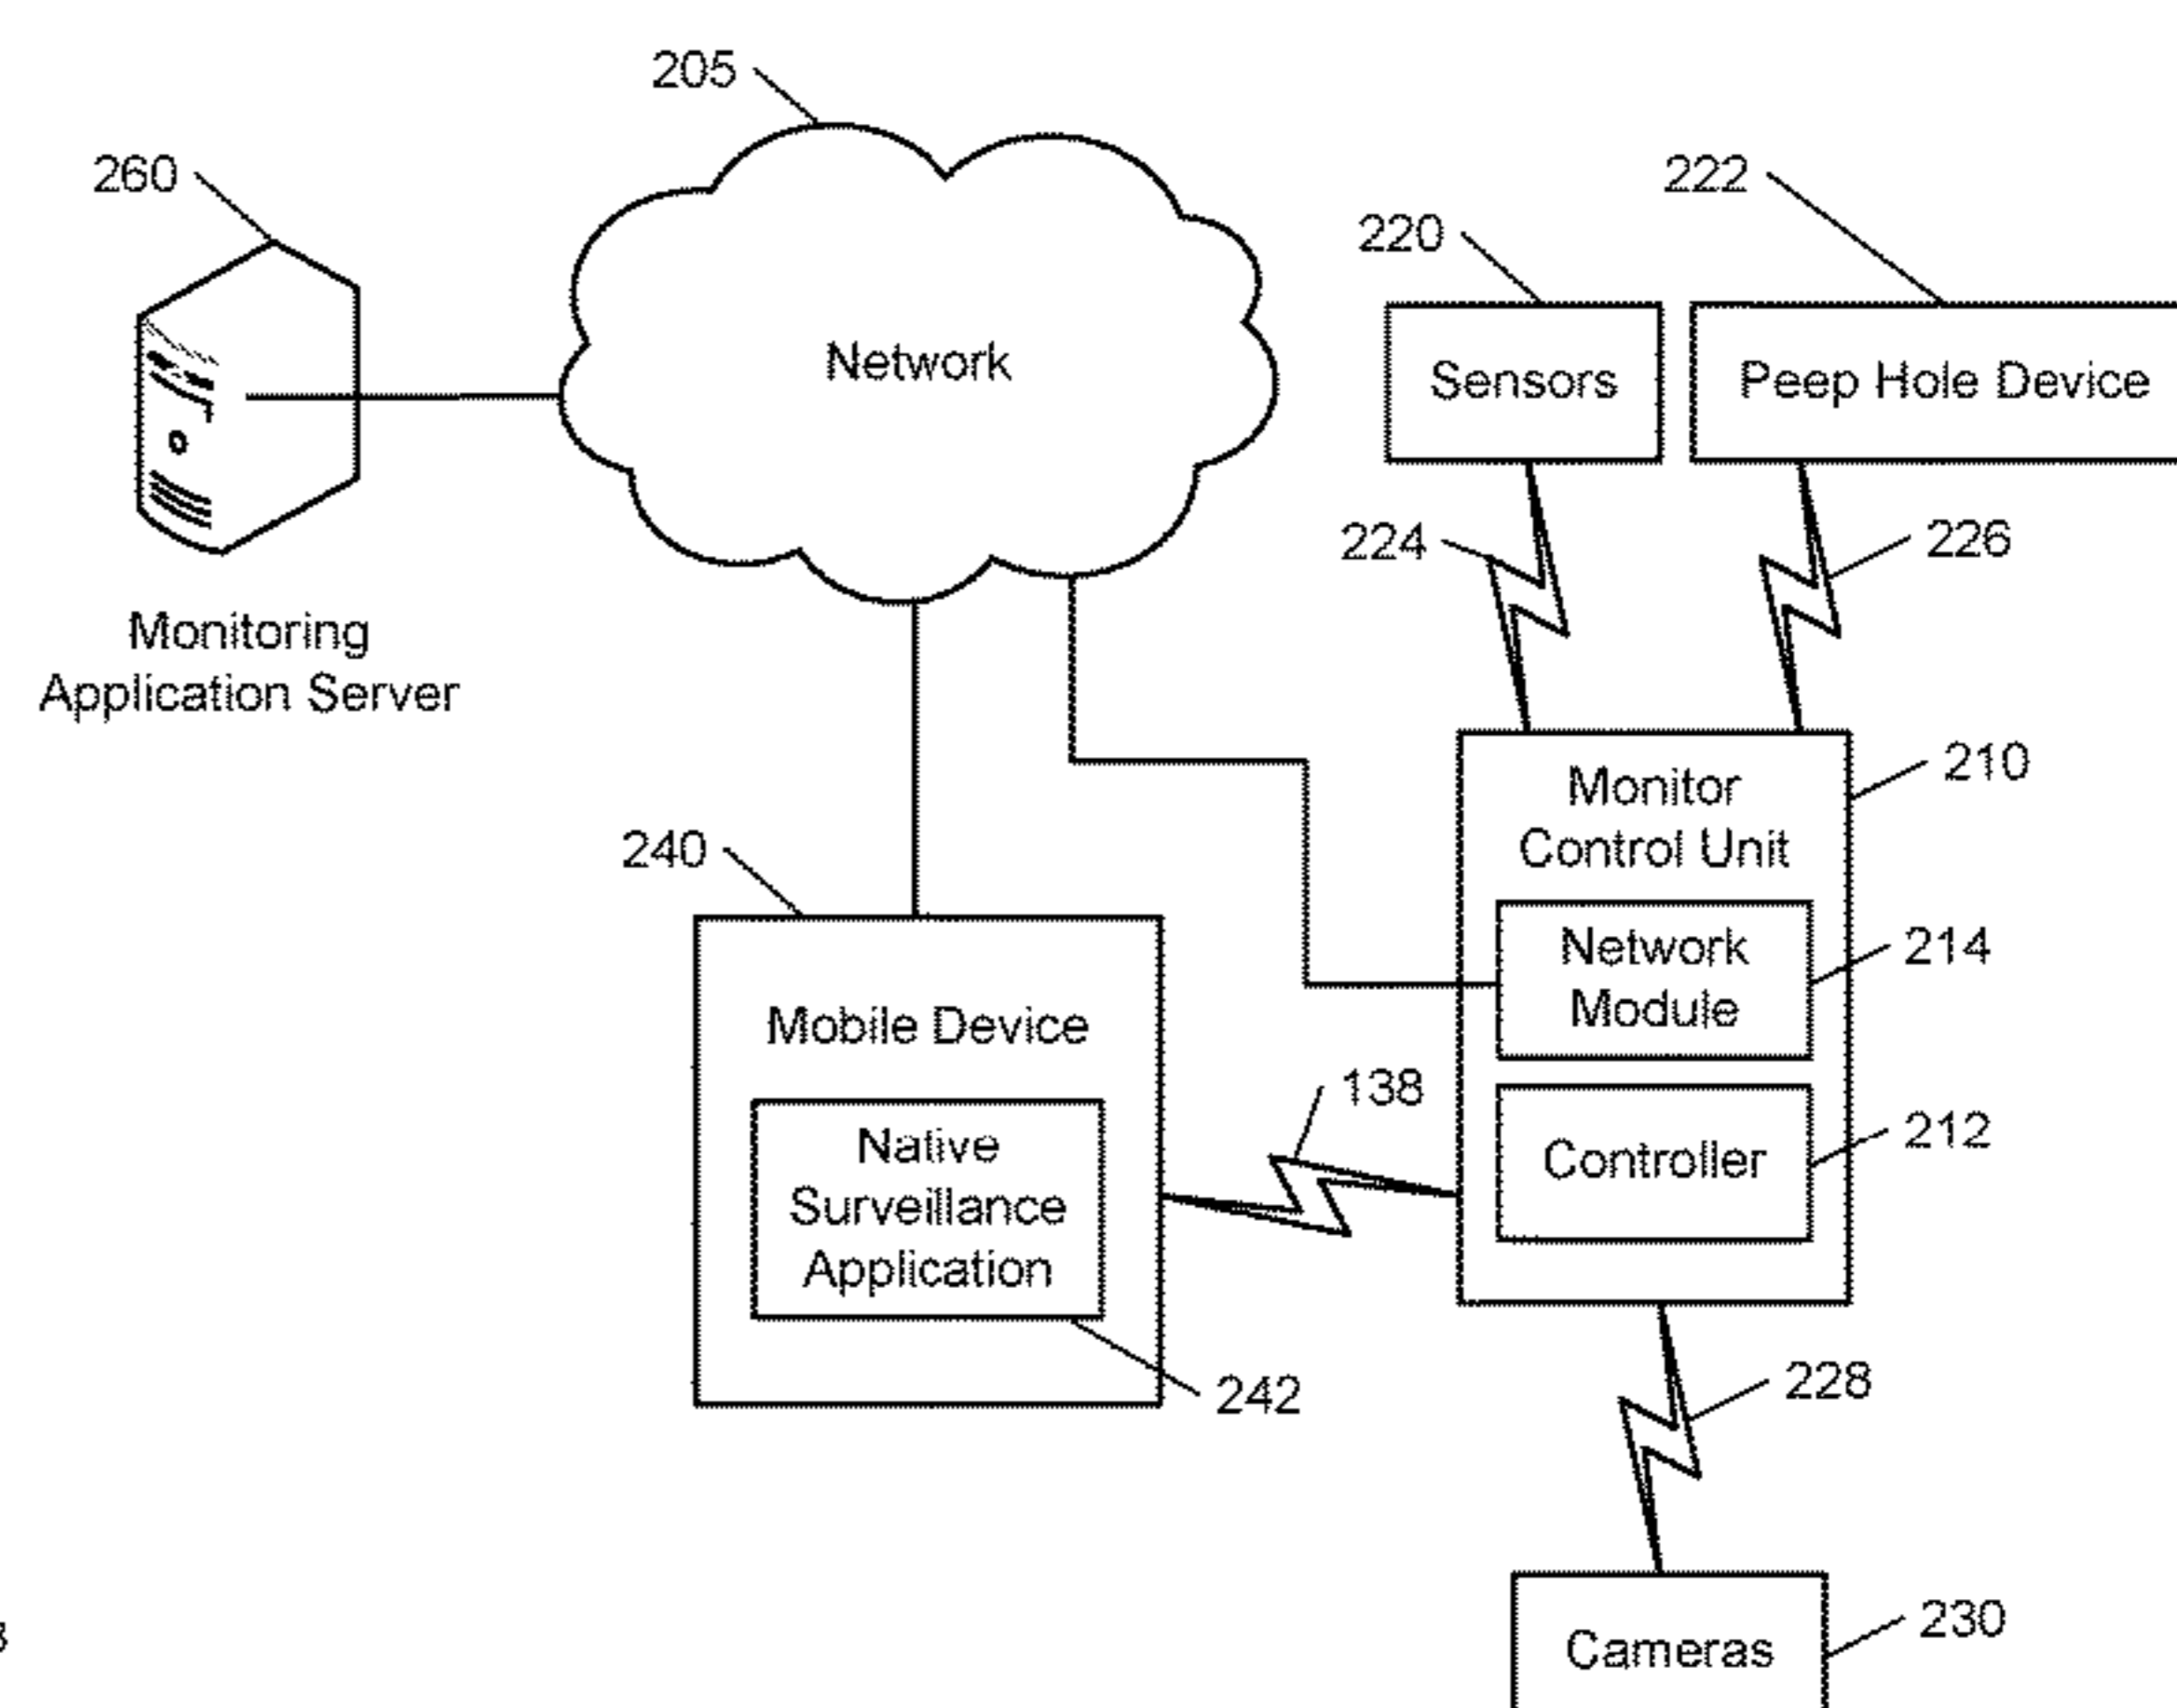 205
260
222
220
Network
Sensors
Peep Hole Device
224
226
Monitoring
Application Server
Monitor
Control Unit
210
240
Network
Module
214
Mobile Device
138
Native
Surveillance
Application
Controller
212
242
228
Cameras
230